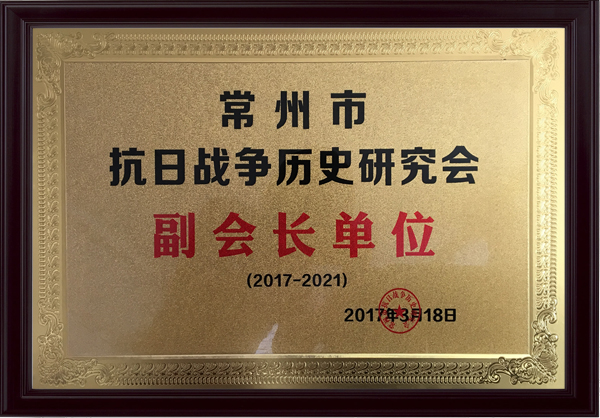 常州市
抗日战争历史研究会
副会长单位
(2017-2021)
2017年3月18日